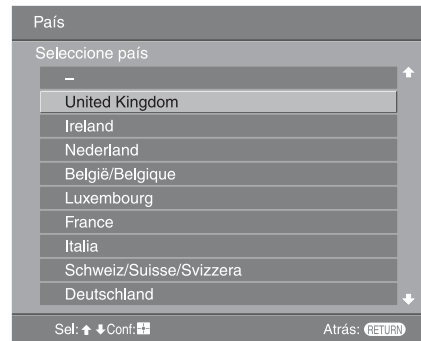 País
Seleccione país
–
United Kingdom
Ireland
Nederland
België/Belgique
Luxembourg
France
Italia
Schweiz/Suisse/Svizzera
Deutschland
Sel: Conf: Atrás: RETURN